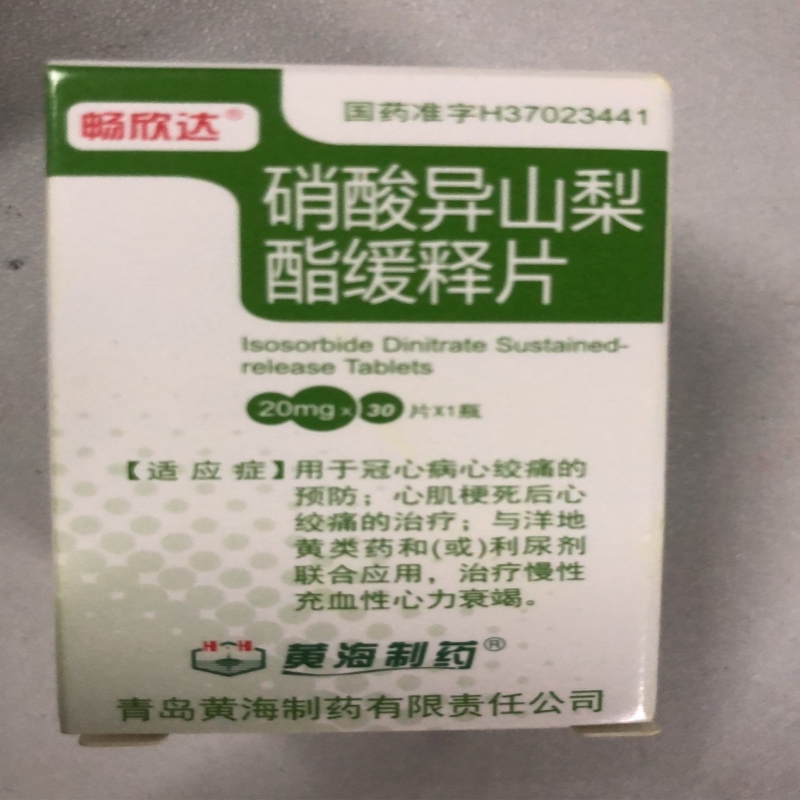 畅欣达®
国药准字H37023441
硝酸异山梨
酯缓释片
Isosorbide Dinitrate Sustained-
release Tablets
20mg×30片X1瓶
【适应症】用于冠心病心绞痛的
预防；心肌梗死后心
绞痛的治疗；与洋地
黄类药和(或)利尿剂
联合应用，治疗慢性
充血性心力衰竭。
黄海制药®
青岛黄海制药有限责任公司